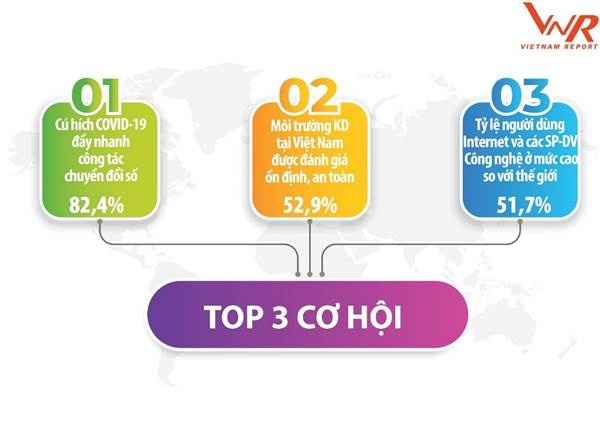 VNR
VIETNAM REPORT
01
Cú hích COVID-19
đẩy nhanh
công tác
chuyển đổi số
82,4%
02
Môi trường KD
tại Việt Nam
được đánh giá
ổn định, an toàn
52,9%
03
Tỷ lệ người dùng
Internet và các SP-DV
Công nghệ ở mức cao
so với thế giới
51,7%
TOP 3 CƠ HỘI